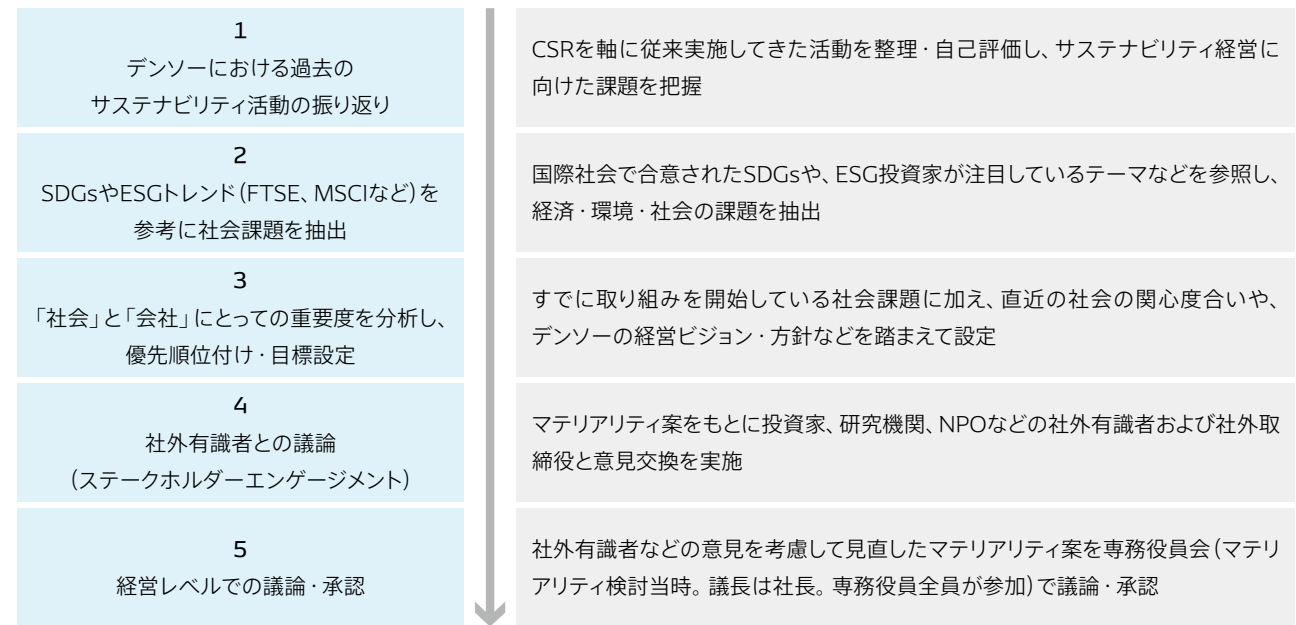 1
デンソーにおける過去の
サステナビリティ活動の振り返り
CSRを軸に従来実施してきた活動を整理・自己評価し、サステナビリティ経営に
向けた課題を把握
2
SDGsやESGトレンド（FTSE、MSCIなど）を
参考に社会課題を抽出
国際社会で合意されたSDGsや、ESG投資家が注目しているテーマなどを参照し、
経済・環境・社会の課題を抽出
3
「社会」と「会社」にとっての重要度を分析し、
優先順位付け・目標設定
すでに取り組みを開始している社会課題に加え、直近の社会の関心度合いや、
デンソーの経営ビジョン・方針などを踏まえて設定
4
社外有識者との議論
（ステークホルダーエンゲージメント）
マテリアリティ案をもとに投資家、研究機関、NPOなどの社外有識者および社外取
締役と意見交換を実施
5
経営レベルでの議論・承認
社外有識者などの意見を考慮して見直したマテリアリティ案を専務役員会（マテリ
アリティ検討当時。議長は社長。専務役員全員が参加）で議論・承認